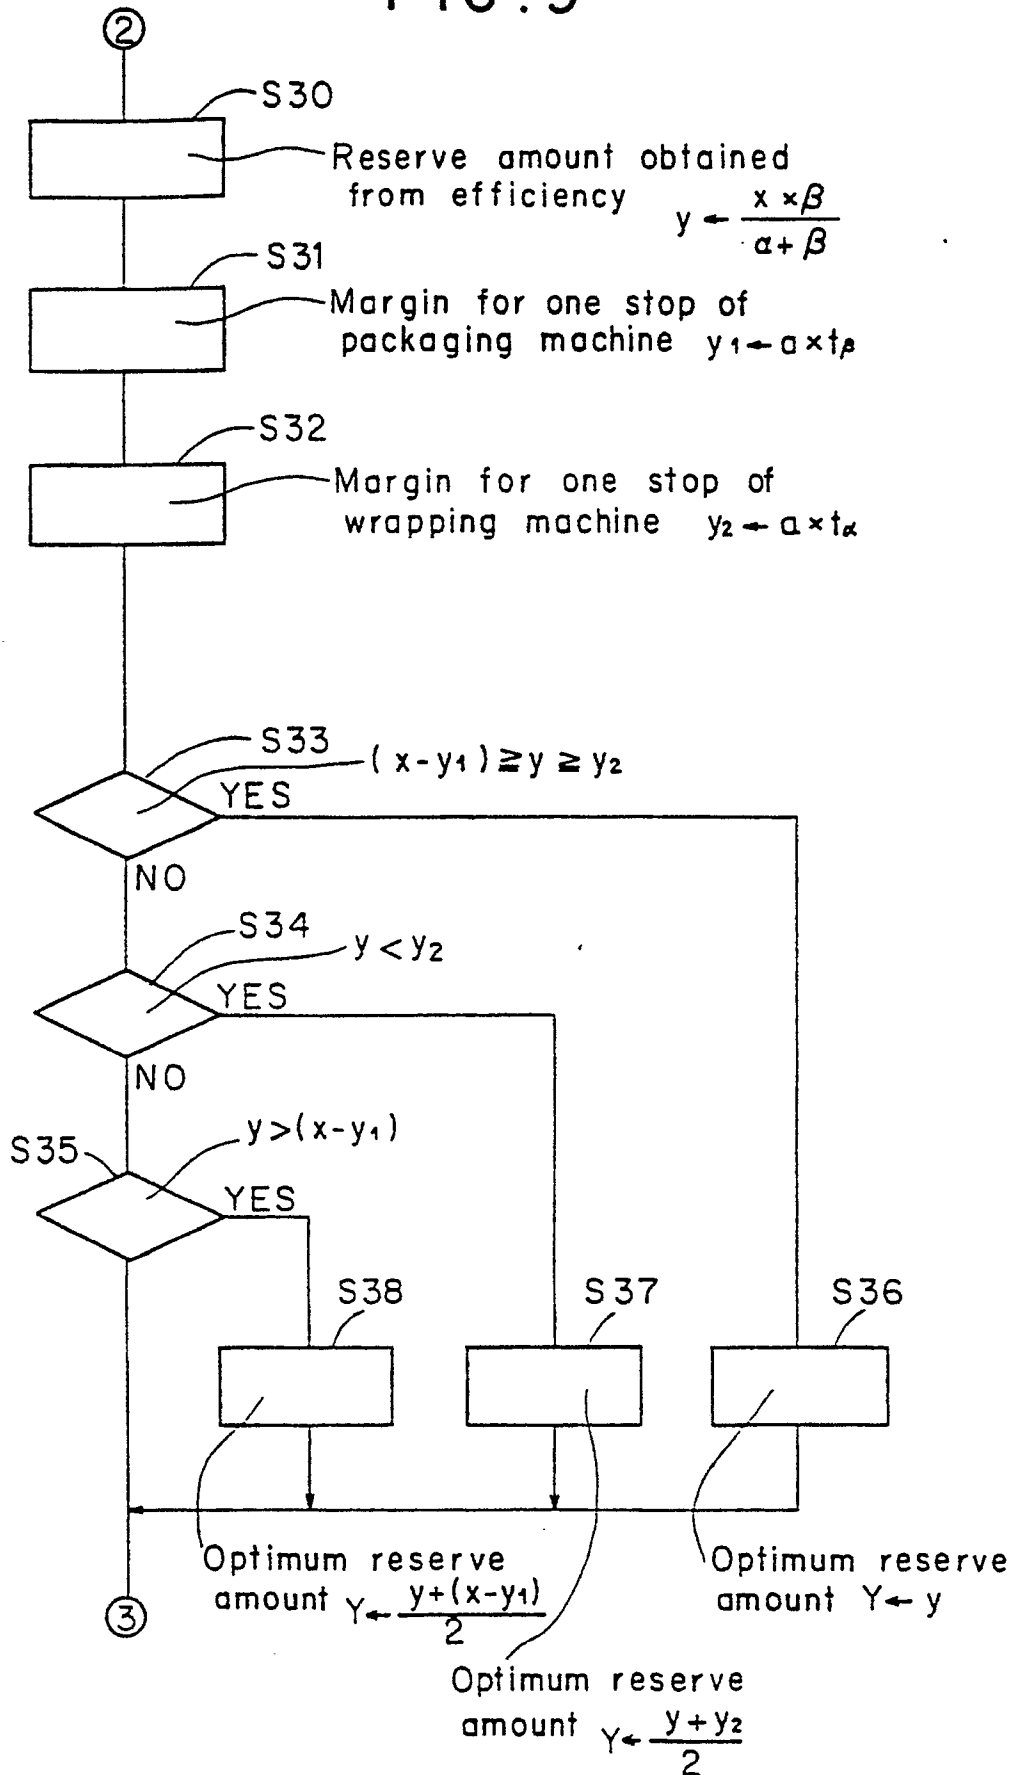 FIG. 9
②
S30
Reserve amount obtained
from efficiency y ← x × β / α + β
S31
Margin for one stop of
packaging machine y1 ← a × tβ
S32
Margin for one stop of
wrapping machine y2 ← a × tα
S33
(x-y1) ≧ y ≧ y2
YES
NO
S34
y < y2
YES
NO
S35
y > (x-y1)
YES
S38
S37
S36
Optimum reserve
amount Y ← y+(x-y1) / 2
Optimum reserve
amount Y ← y
③
Optimum reserve
amount Y ← y + y2 / 2